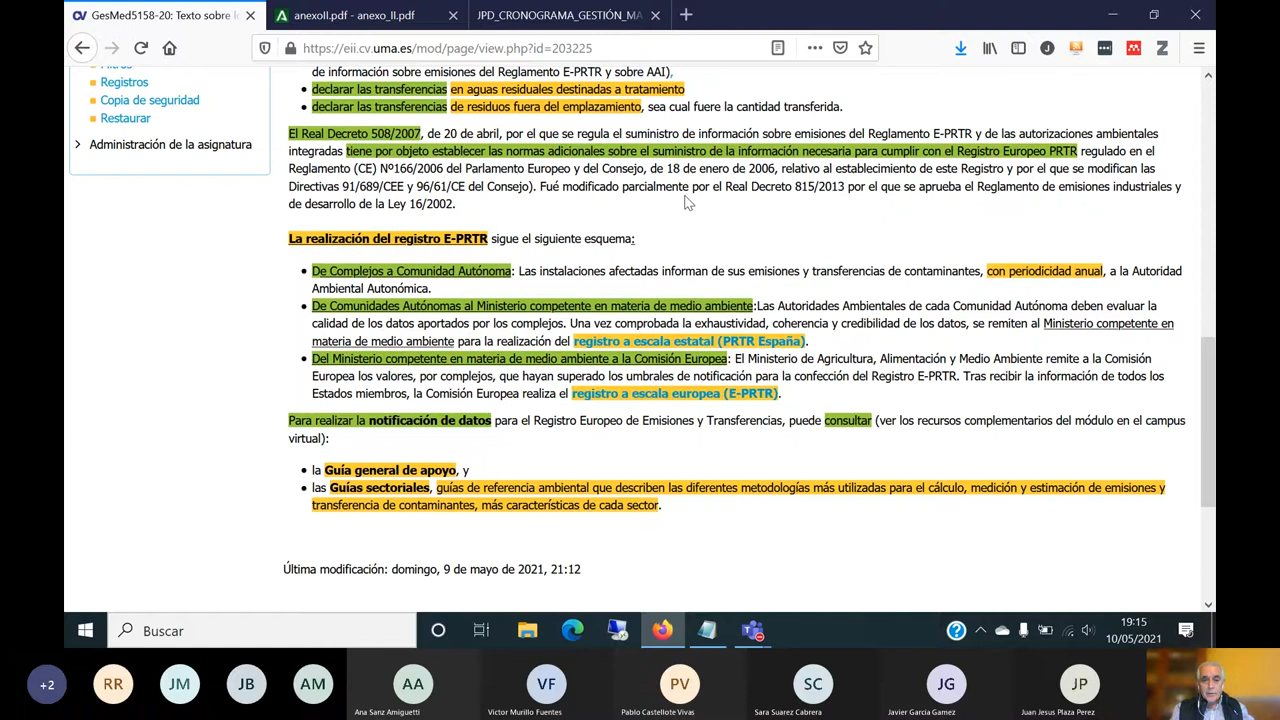 GesMed5158-20: Texto sobre l
anexoII.pdf - anexo_II.pdf
JPD_CRONOGRAMA_GESTIÓN_MA
https://eii.cv.uma.es/mod/page/view.php?id=203225
Registros
Copia de seguridad
Restaurar
Administración de la asignatura
de información sobre emisiones del Reglamento E-PRTR y sobre AAI),
declarar las transferencias en aguas residuales destinadas a tratamiento
declarar las transferencias de residuos fuera del emplazamiento, sea cual fuere la cantidad transferida.
El Real Decreto 508/2007, de 20 de abril, por el que se regula el suministro de información sobre emisiones del Reglamento E-PRTR y de las autorizaciones ambientales
integradas tiene por objeto establecer las normas adicionales sobre el suministro de la información necesaria para cumplir con el Registro Europeo PRTR regulado en el
Reglamento (CE) Nº166/2006 del Parlamento Europeo y del Consejo, de 18 de enero de 2006, relativo al establecimiento de este Registro y por el que se modifican las
Directivas 91/689/CEE y 96/61/CE del Consejo). Fué modificado parcialmente por el Real Decreto 815/2013 por el que se aprueba el Reglamento de emisiones industriales y
de desarrollo de la Ley 16/2002.
La realización del registro E-PRTR sigue el siguiente esquema:
De Complejos a Comunidad Autónoma: Las instalaciones afectadas informan de sus emisiones y transferencias de contaminantes, con periodicidad anual, a la Autoridad
Ambiental Autonómica.
De Comunidades Autónomas al Ministerio competente en materia de medio ambiente:Las Autoridades Ambientales de cada Comunidad Autónoma deben evaluar la
calidad de los datos aportados por los complejos. Una vez comprobada la exhaustividad, coherencia y credibilidad de los datos, se remiten al Ministerio competente en
materia de medio ambiente para la realización del registro a escala estatal (PRTR España).
Del Ministerio competente en materia de medio ambiente a la Comisión Europea: El Ministerio de Agricultura, Alimentación y Medio Ambiente remite a la Comisión
Europea los valores, por complejos, que hayan superado los umbrales de notificación para la confección del Registro E-PRTR. Tras recibir la información de todos los
Estados miembros, la Comisión Europea realiza el registro a escala europea (E-PRTR).
Para realizar la notificación de datos para el Registro Europeo de Emisiones y Transferencias, puede consultar (ver los recursos complementarios del módulo en el campus
virtual):
la Guía general de apoyo, y
las Guías sectoriales, guías de referencia ambiental que describen las diferentes metodologías más utilizadas para el cálculo, medición y estimación de emisiones y
transferencia de contaminantes, más características de cada sector.
Última modificación: domingo, 9 de mayo de 2021, 21:12
Buscar
19:15
10/05/2021
+2
RR
JM
JB
AM
AA
VF
PV
SC
JG
JP
Ana Sanz Amiguetti
Victor Murillo Fuentes
Pablo Castellote Vivas
Sara Suarez Cabrera
Javier Garcia Gamez
Juan Jesus Plaza Perez